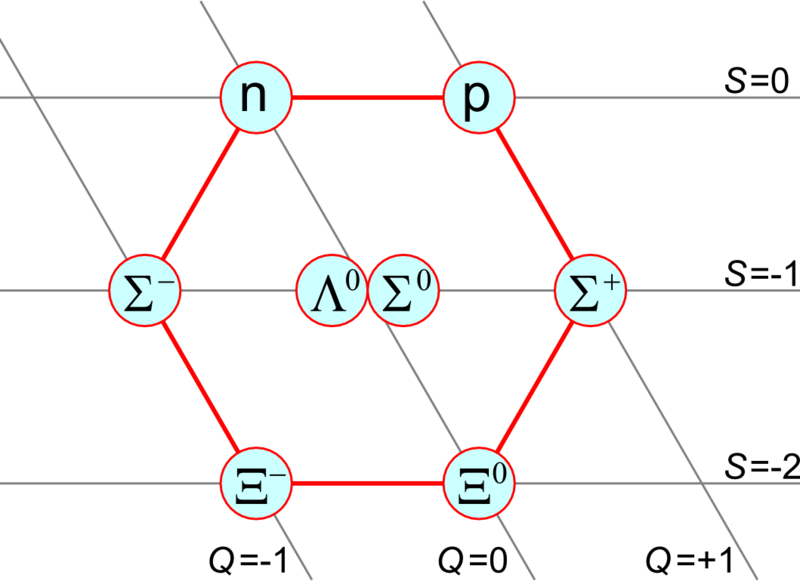 n p S=0
Σ⁻ Λ⁰ Σ⁰ Σ⁺ S=-1
Ξ⁻ Ξ⁰ S=-2
Q=-1 Q=0 Q=+1